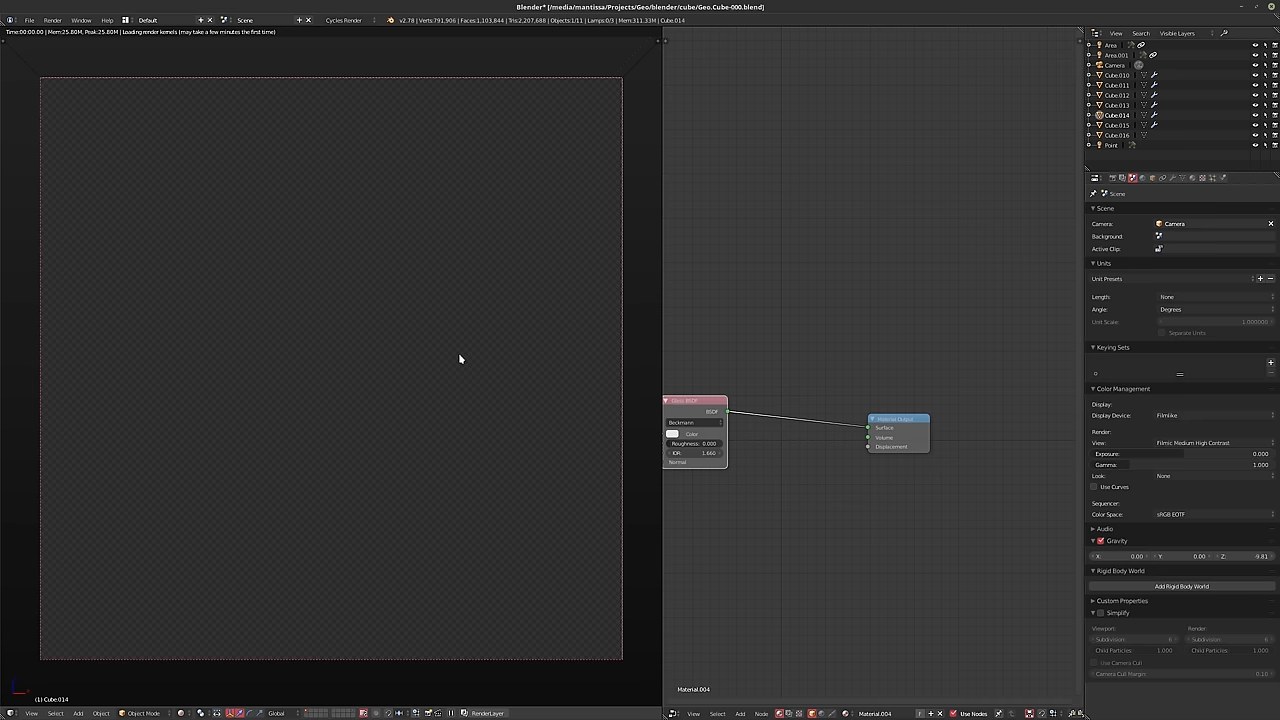 Blender* [/media/mantissa/Projects/Geo/blender/cube/Geo.Cube-000.blend]
File Render Window Help Default Scene Cycles Render v2.78 | Verts:791,906 | Faces:1,103,844 | Tris:2,207,688 | Objects:1/11 | Lamps:0/3 | Mem:311.33M | Cube.014
Time:00:00.00 | Mem:25.80M, Peak:25.80M | Loading render kernels (may take a few minutes the first time)
View Search Visible Layers
Area
Area.001
Camera
Cube.010
Cube.011
Cube.012
Cube.013
Cube.014
Cube.015
Cube.016
Point
Scene
Scene
Camera: Camera
Background:
Active Clip:
Units
Unit Presets
Length: None
Angle: Degrees
Unit Scale: 1.000000
Separate Units
Keying Sets
Color Management
Display:
Display Device: Filmlike
Render:
View: Filmic Medium High Contrast
Exposure: 0.000
Gamma: 1.000
Look: None
Use Curves
Sequencer:
Color Space: sRGB EOTF
Audio
Gravity
X: 0.00 Y: 0.00 Z: -9.81
Rigid Body World
Add Rigid Body World
Custom Properties
Simplify
Viewport: Render:
Subdivision: 6 Subdivision: 6
Child Particles: 1.000 Child Particles: 1.000
Use Camera Cull
Camera Cull Margin: 0.10
Glass BSDF
BSDF
Beckmann
Color
Roughness: 0.000
IOR: 1.660
Normal
Material Output
Surface
Volume
Displacement
Material.004
(1) Cube.014
View Select Add Object Object Mode Global RenderLayer
View Select Add Node Material.004 F Use Nodes